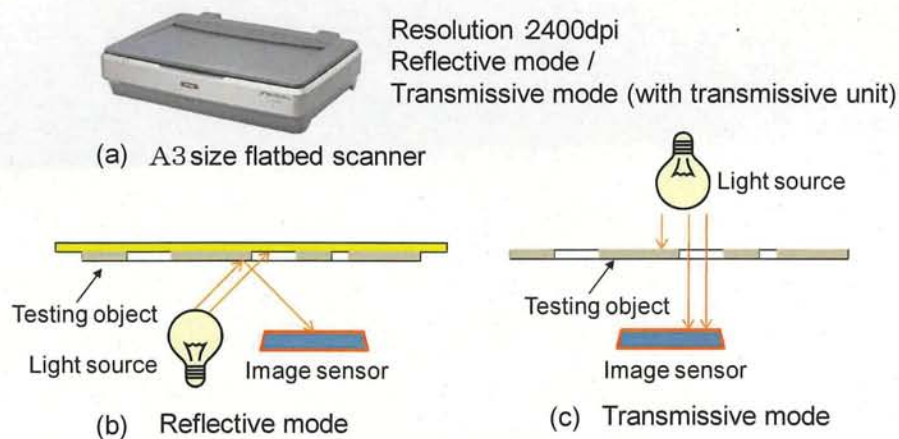 Resolution :2400dpi
Reflective mode /
Transmissive mode (with transmissive unit)
(a) A3 size flatbed scanner
Light source
Testing object
Light source
Image sensor
(b) Reflective mode
Testing object
Image sensor
(c) Transmissive mode